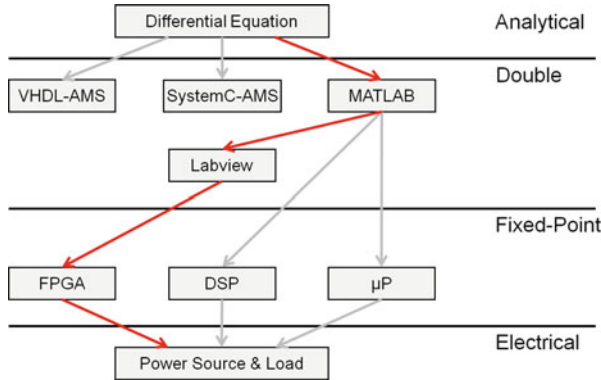 Differential Equation
Analytical
Double
VHDL-AMS
SystemC-AMS
MATLAB
Labview
Fixed-Point
FPGA
DSP
µP
Electrical
Power Source & Load